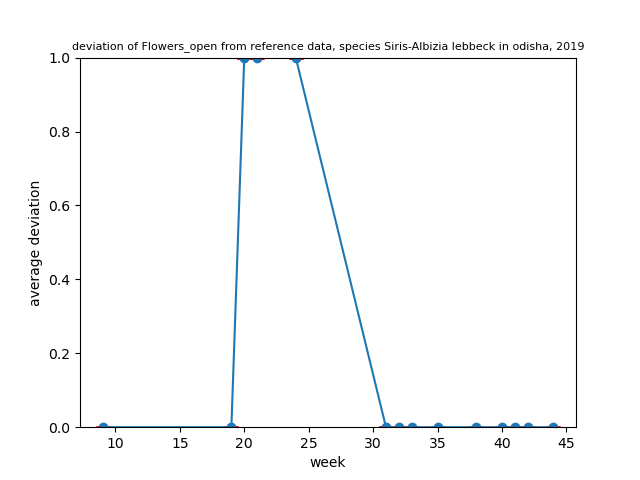 deviation of Flowers_open from reference data, species Siris-Albizia lebbeck in odisha, 2019
1.0
0.8
0.6
0.4
0.2
0.0
average deviation
10 15 20 25 30 35 40 45
week